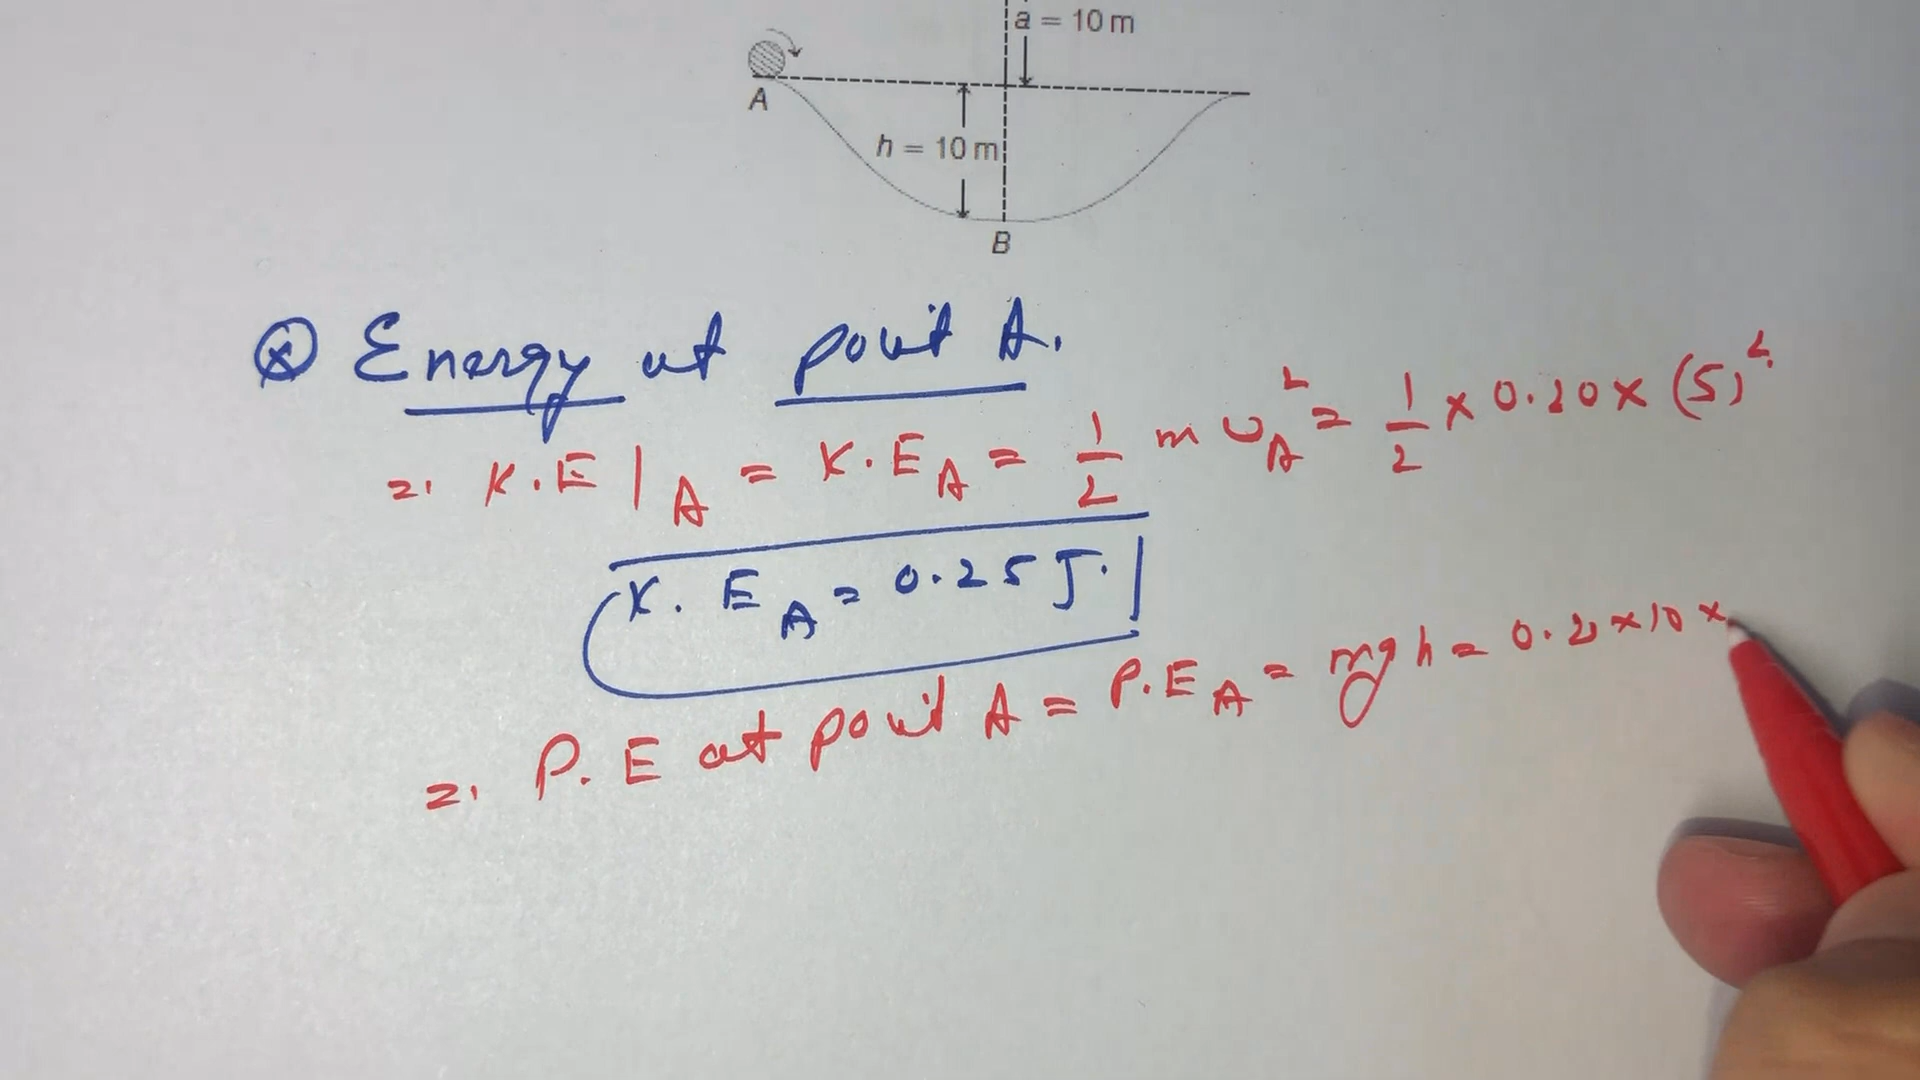 a = 10 m
A
h = 10 m
B
Energy at point A.
K.E|A = K.EA = 1/2 m υA² = 1/2 × 0.20 × (5)²
K.EA = 0.25 J.
P.E at point A = P.EA = mgh = 0.2 × 10 ×